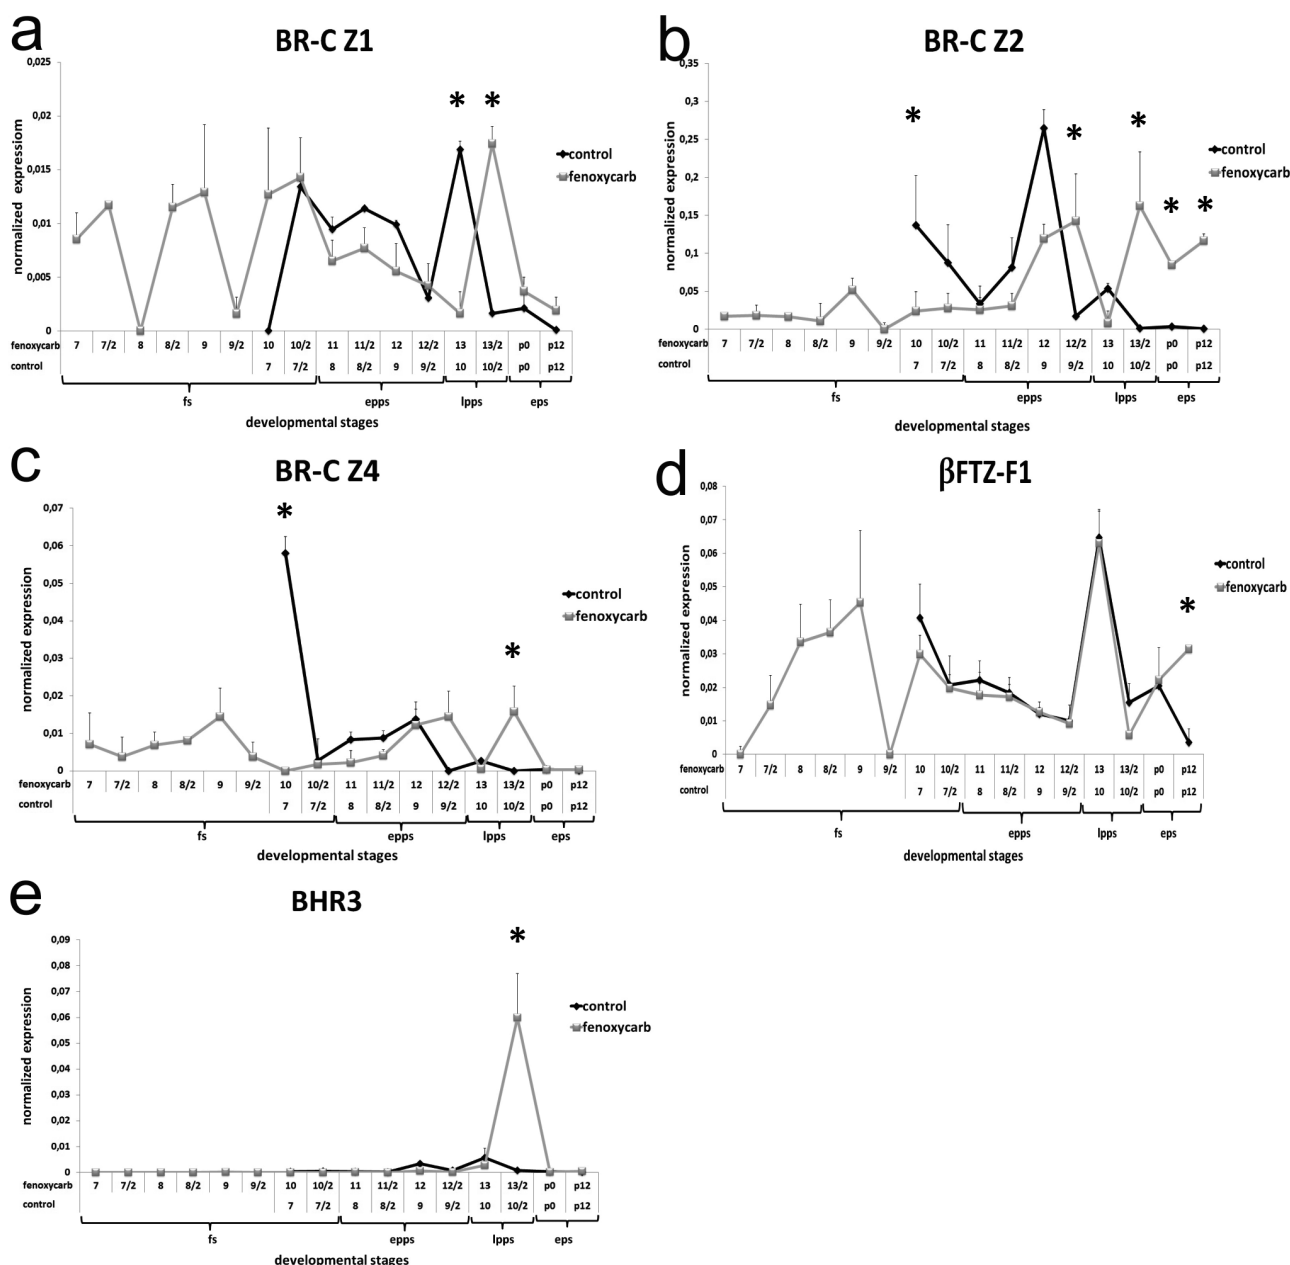 a
BR-C Z1
normalized expressiom
0,025
0,02
0,015
0,01
0,005
0
* *
control
fenoxycarb
fenoxycarb 7 7/2 8 8/2 9 9/2 10 10/2 11 11/2 12 12/2 13 13/2 p0 p12
control 7 7/2 8 8/2 9 9/2 10 10/2 p0 p12
fs epps lpps eps
developmental stages
b
BR-C Z2
normalized expression
0,35
0,3
0,25
0,2
0,15
0,1
0,05
0
* * * * *
control
fenoxycarb
fenoxycarb 7 7/2 8 8/2 9 9/2 10 10/2 11 11/2 12 12/2 13 13/2 p0 p12
control 7 7/2 8 8/2 9 9/2 10 10/2 p0 p12
fs epps lpps eps
developmental stages
c
BR-C Z4
normalized expression
0,07
0,06
0,05
0,04
0,03
0,02
0,01
0
* *
control
fenoxycarb
fenoxycarb 7 7/2 8 8/2 9 9/2 10 10/2 11 11/2 12 12/2 13 13/2 p0 p12
control 7 7/2 8 8/2 9 9/2 10 10/2 p0 p12
fs epps lpps eps
developmental stages
d
βFTZ-F1
normalized expression
0,08
0,07
0,06
0,05
0,04
0,03
0,02
0,01
0
*
control
fenoxycarb
fenoxycarb 7 7/2 8 8/2 9 9/2 10 10/2 11 11/2 12 12/2 13 13/2 p0 p12
control 7 7/2 8 8/2 9 9/2 10 10/2 p0 p12
fs epps lpps eps
developmental stages
e
BHR3
normalized expression
0,09
0,08
0,07
0,06
0,05
0,04
0,03
0,02
0,01
0
*
control
fenoxycarb
fenoxycarb 7 7/2 8 8/2 9 9/2 10 10/2 11 11/2 12 12/2 13 13/2 p0 p12
control 7 7/2 8 8/2 9 9/2 10 10/2 p0 p12
fs epps lpps eps
developmental stages